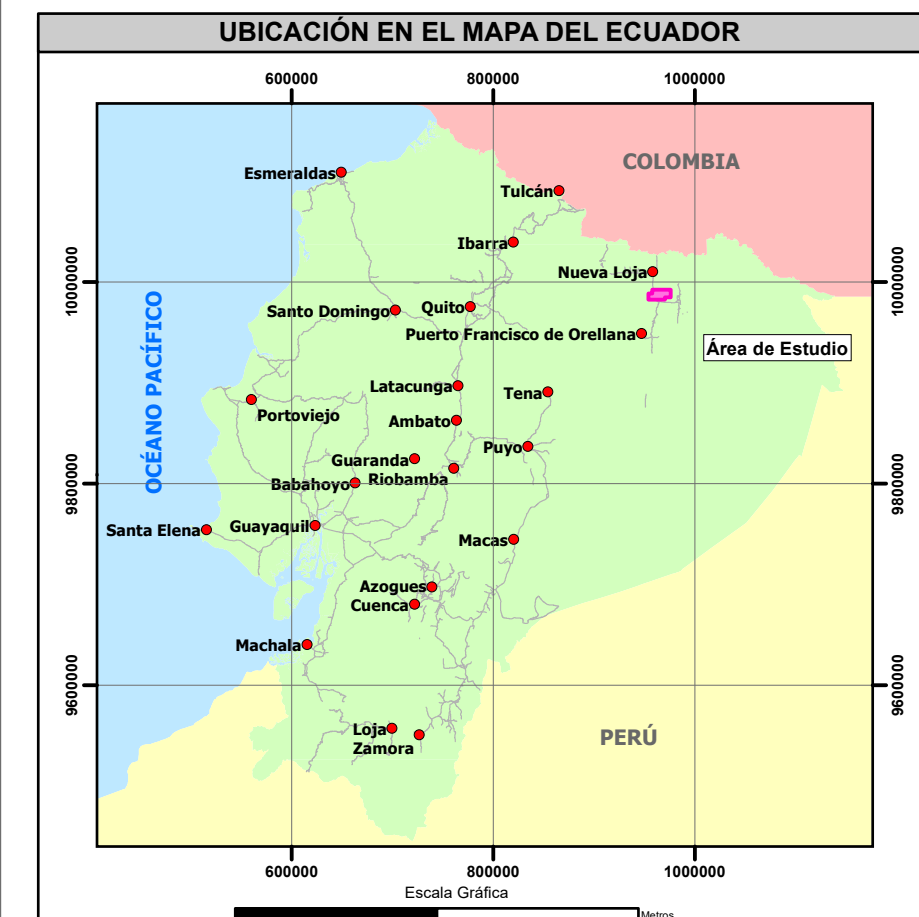 UBICACIÓN EN EL MAPA DEL ECUADOR
600000 800000 1000000
COLOMBIA
Esmeraldas
Tulcán
Ibarra
Nueva Loja
10000000 10000000
Santo Domingo
Quito
Puerto Francisco de Orellana
Área de Estudio
OCÉANO PACÍFICO
Latacunga
Tena
Portoviejo
Ambato
Puyo
Guaranda
Riobamba
Babahoyo
9800000 9800000
Santa Elena
Guayaquil
Macas
Azogues
Cuenca
Machala
9600000 9600000
Loja
Zamora
PERÚ
600000 800000 1000000
Escala Gráfica
Metros